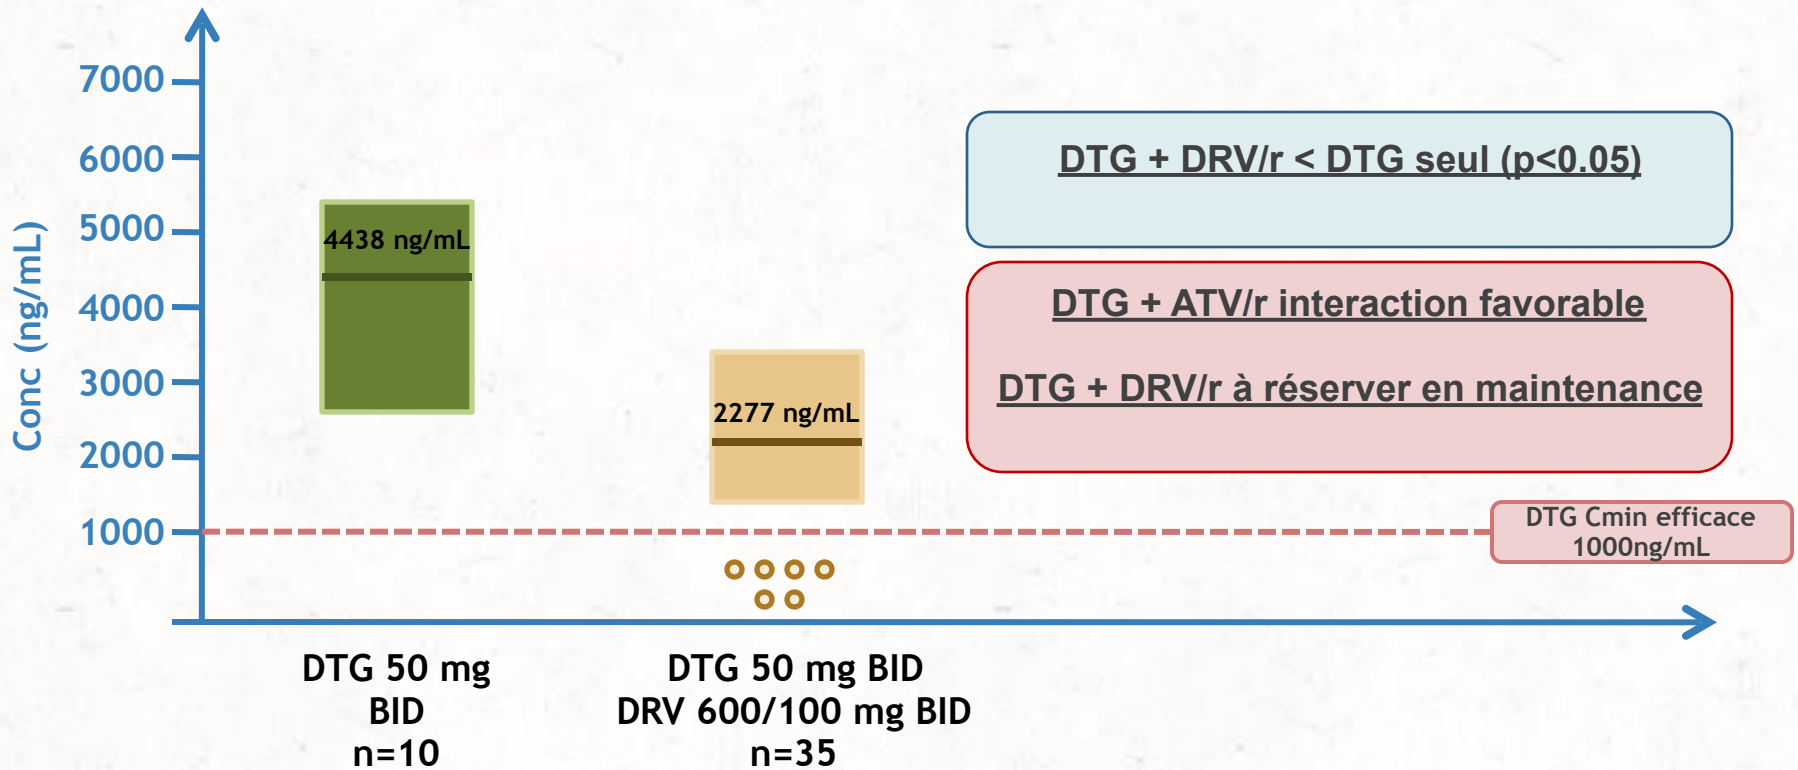 Conc (ng/mL)
7000
6000
5000
4000
3000
2000
1000
4438 ng/mL
2277 ng/mL
DTG + DRV/r < DTG seul (p<0.05)
DTG + ATV/r interaction favorable
DTG + DRV/r à réserver en maintenance
DTG Cmin efficace
1000ng/mL
DTG 50 mg
BID
n=10
DTG 50 mg BID
DRV 600/100 mg BID
n=35